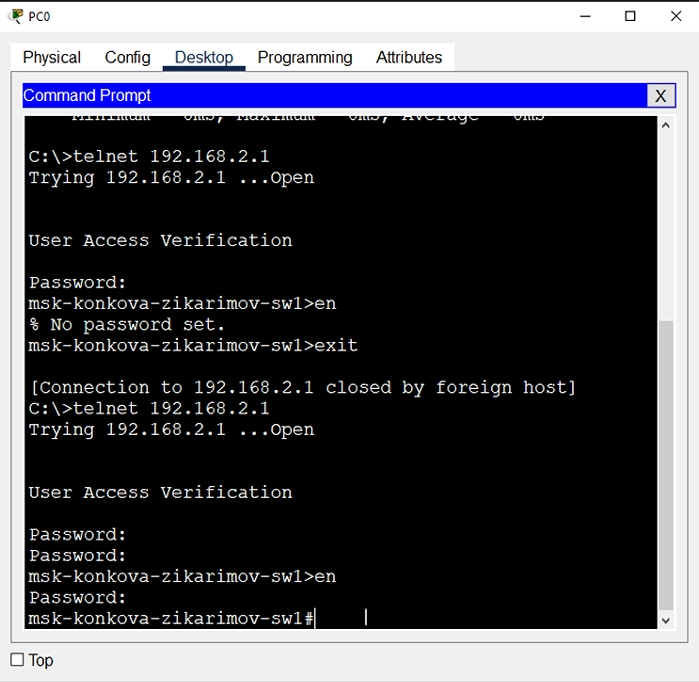 PC0
Physical Config Desktop Programming Attributes
Command Prompt
X
Minimum = 0ms, Maximum = 0ms, Average = 0ms
C:\>telnet 192.168.2.1
Trying 192.168.2.1 ...Open
User Access Verification
Password:
msk-konkova-zikarimov-sw1>en
% No password set.
msk-konkova-zikarimov-sw1>exit
[Connection to 192.168.2.1 closed by foreign host]
C:\>telnet 192.168.2.1
Trying 192.168.2.1 ...Open
User Access Verification
Password:
Password:
msk-konkova-zikarimov-sw1>en
Password:
msk-konkova-zikarimov-sw1#
Top